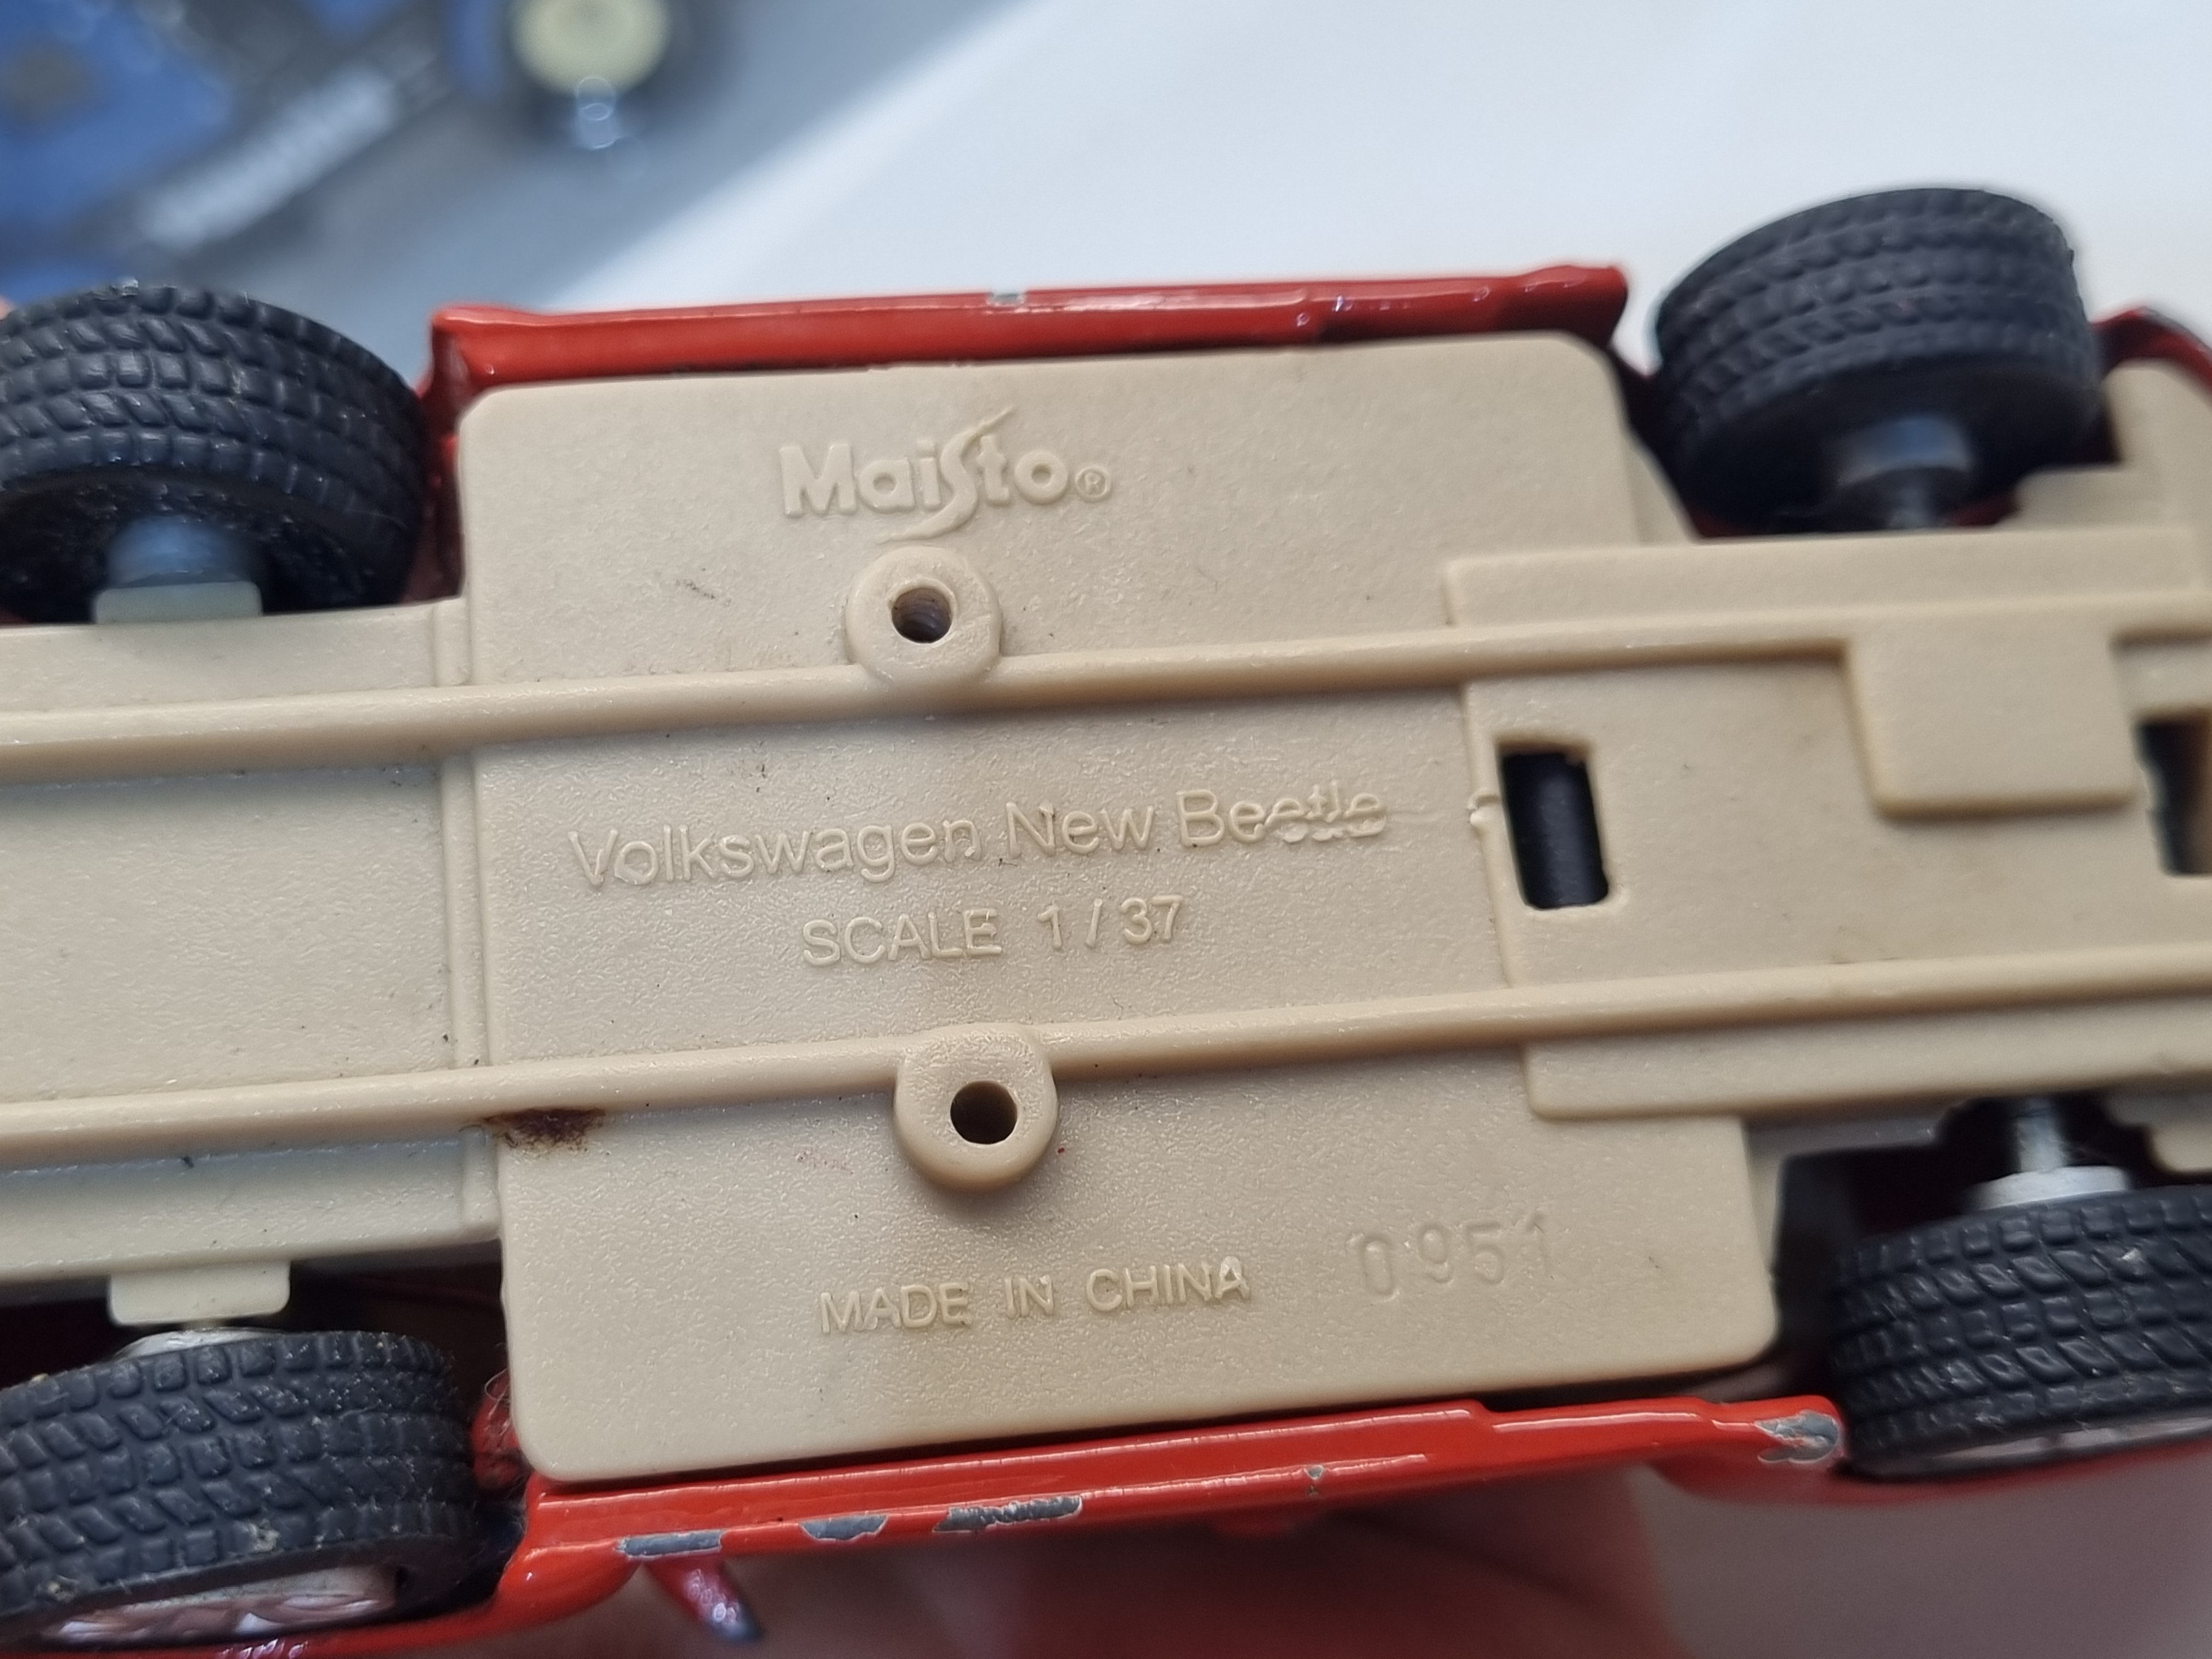 Maisto®
Volkswagen New Beetle
SCALE 1/37
MADE IN CHINA 0951